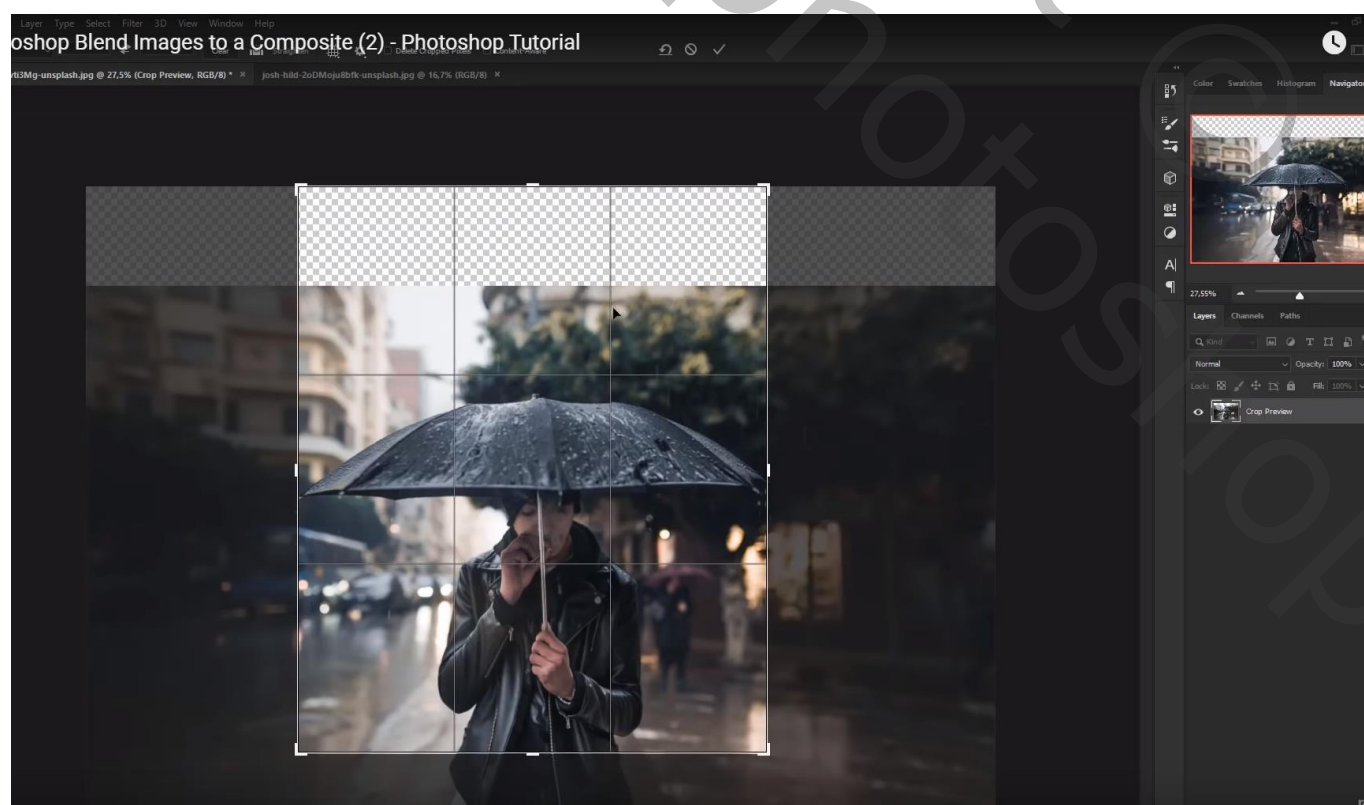 Layer Type Select Filter 3D View Window Help
oshop Blend Images to a Composite (2) - Photoshop Tutorial
Clear Delete Cropped Pixels Content-Aware
vti3Mg-unsplash.jpg @ 27,5% (Crop Preview, RGB/8) * × josh-hild-2oDMoju8bfk-unsplash.jpg @ 16,7% (RGB/8) ×
Color Swatches Histogram Navigator
27,55%
Layers Channels Paths
Kind
Normal Opacity: 100%
Lock: Fill: 100%
Crop Preview